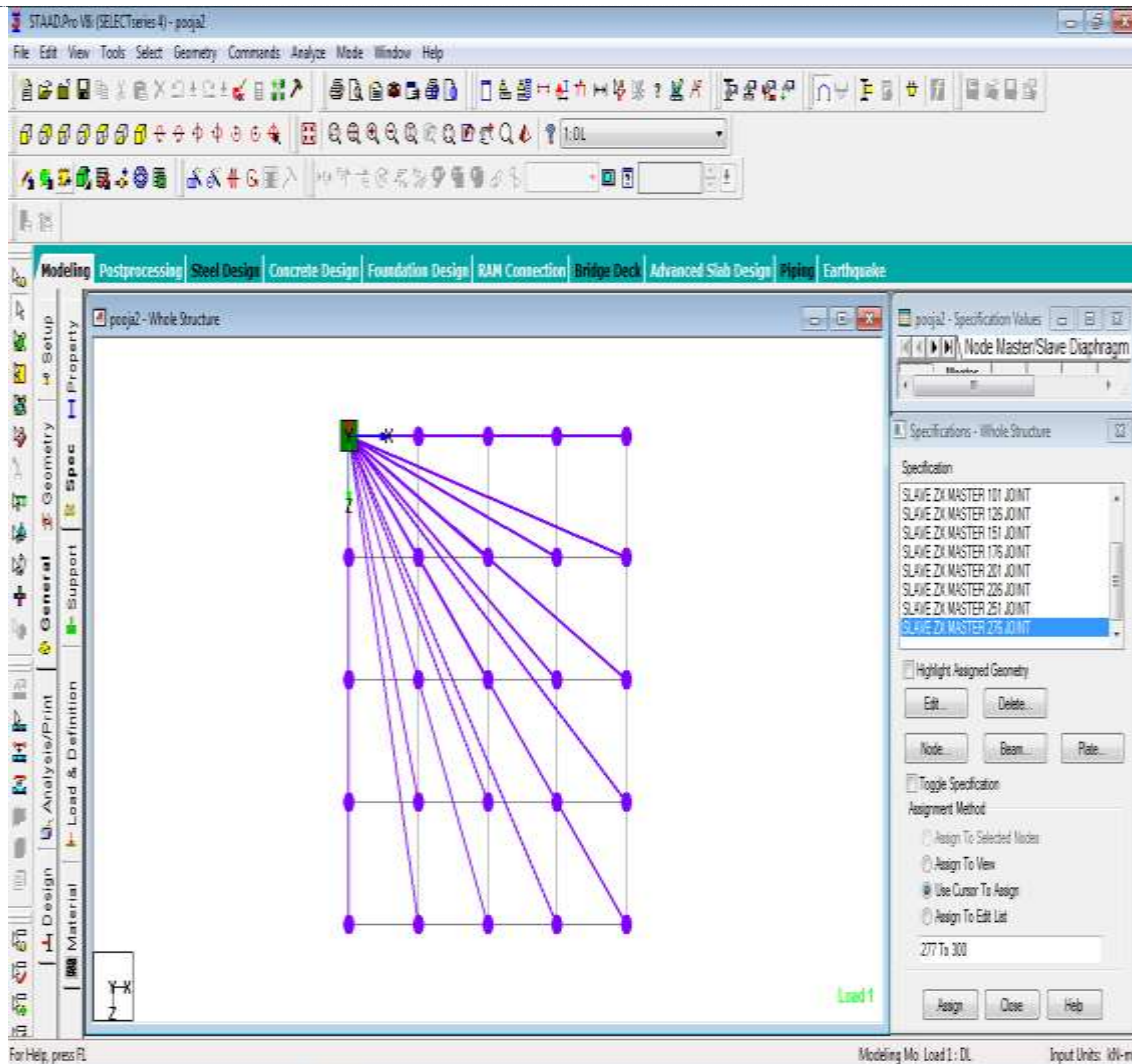 STAAD.Pro V8i (SELECTseries 4) - pooja2
File Edit View Tools Select Geometry Commands Analyze Mode Window Help
1:DL
Modeling Postprocessing Steel Design Concrete Design Foundation Design RAM Connection Bridge Deck Advanced Slab Design Piping Earthquake
Setup
Geometry
General
Analysis/Print
Design
Property
Spec
Support
Load & Definition
Material
pooja2 - Whole Structure
Y
X
Z
Y X
Z
Load 1
pooja2 - Specification Values
Node Master/Slave Diaphragm
Master
Specifications - Whole Structure
Specification
SLAVE ZX MASTER 101 JOINT
SLAVE ZX MASTER 126 JOINT
SLAVE ZX MASTER 151 JOINT
SLAVE ZX MASTER 176 JOINT
SLAVE ZX MASTER 201 JOINT
SLAVE ZX MASTER 226 JOINT
SLAVE ZX MASTER 251 JOINT
SLAVE ZX MASTER 276 JOINT
Highlight Assigned Geometry
Edit... Delete...
Node... Beam... Plate...
Toggle Specification
Assignment Method
Assign To Selected Nodes
Assign To View
Use Cursor To Assign
Assign To Edit List
277 To 300
Assign Close Help
For Help, press F1
Modeling Mo Load 1 : DL Input Units: kN-m